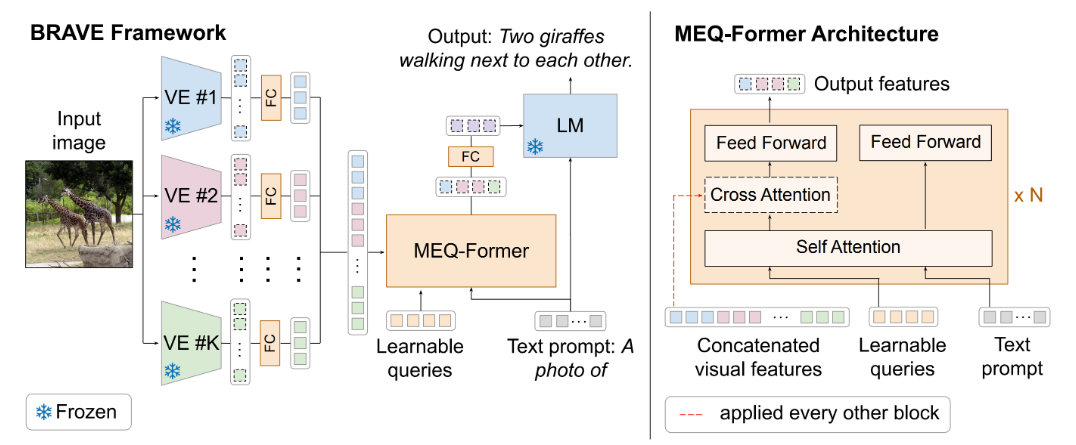 BRAVE Framework
Input
image
VE #1
FC
VE #2
FC
VE #K
FC
Frozen
Output: Two giraffes
walking next to each other.
LM
FC
MEQ-Former
Learnable
queries
Text prompt: A
photo of
MEQ-Former Architecture
Output features
Feed Forward
Feed Forward
Cross Attention
x N
Self Attention
Concatenated
visual features
Learnable
queries
Text
prompt
applied every other block